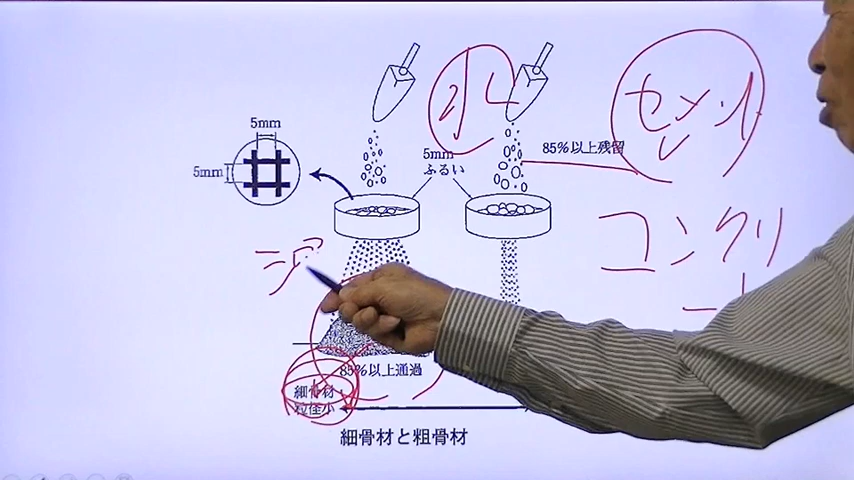 水
セメント
5mm
5mm
5mm
ふるい
85%以上残留
コンクリ
ート
85%以上通過
細骨材
粒径小
細骨材と粗骨材